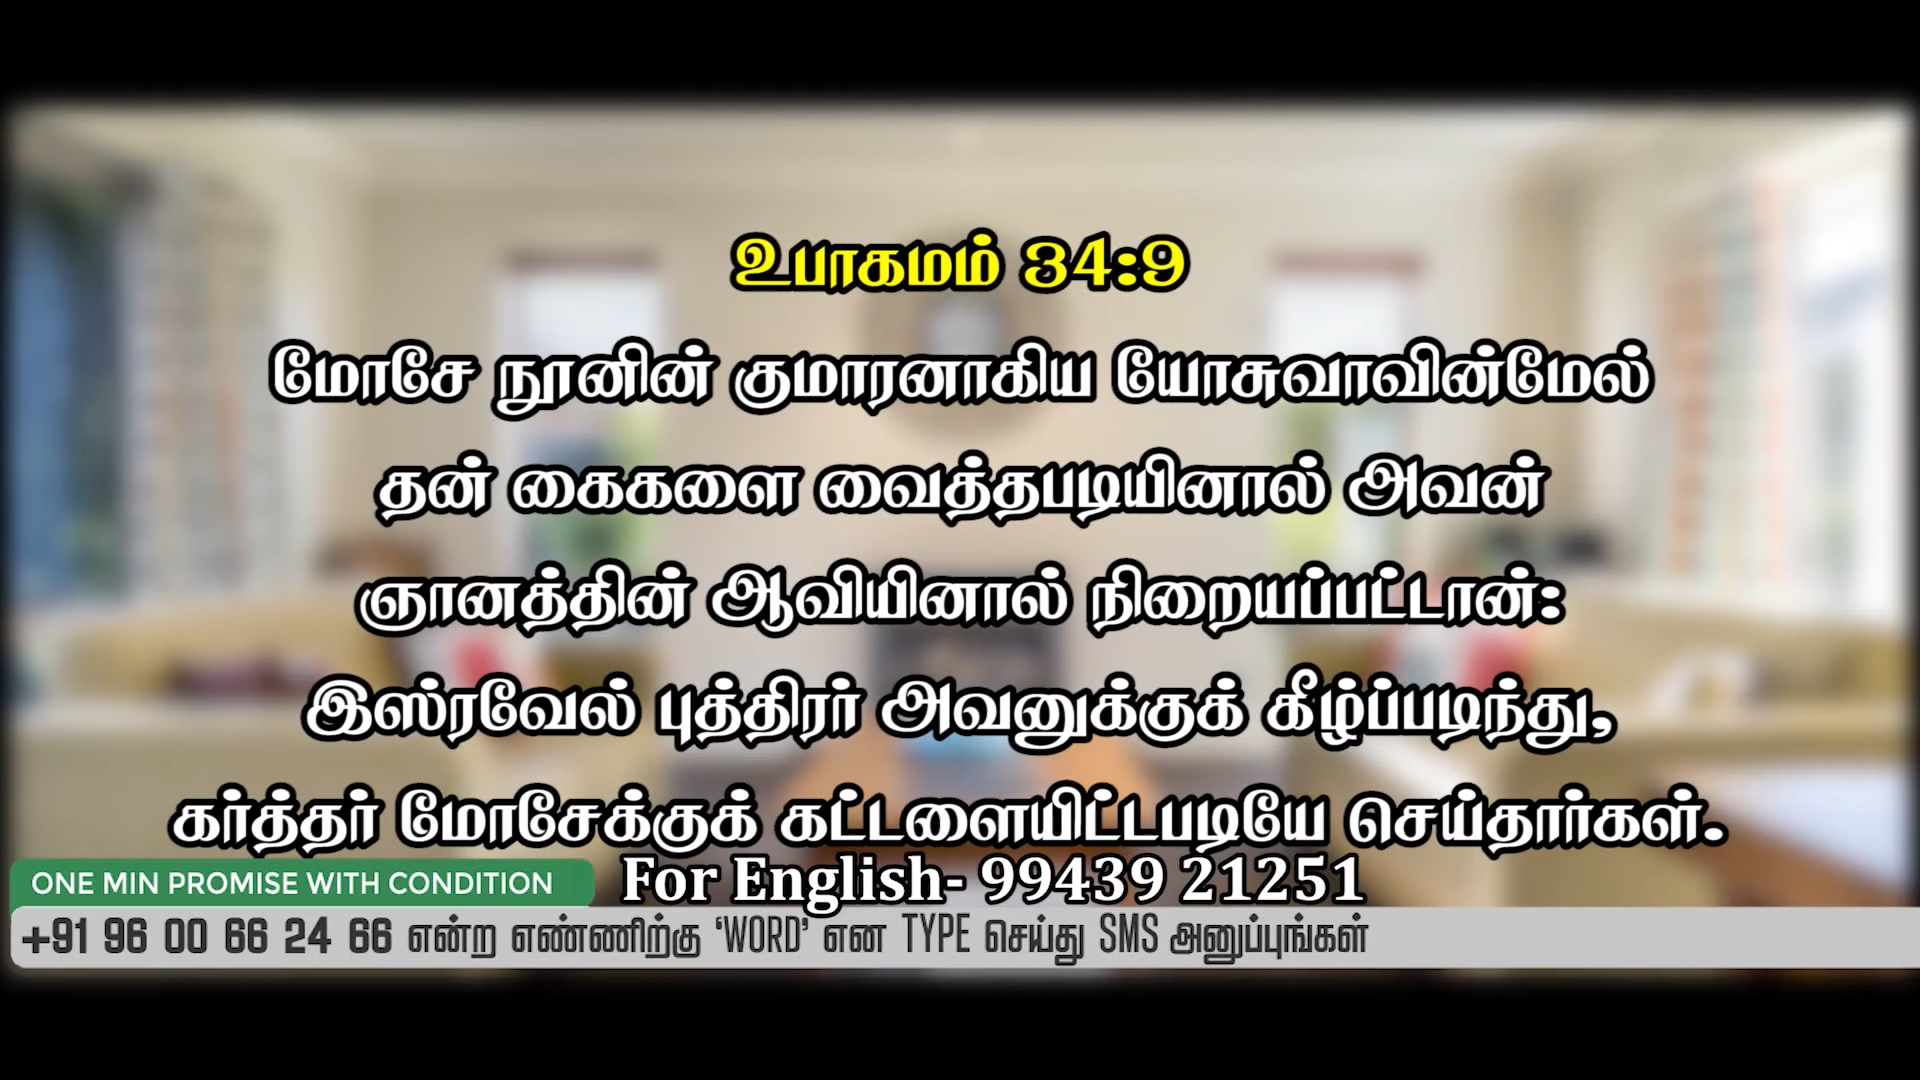 உபாகமம் 34:9
மோசே நூனின் குமாரனாகிய யோசுவாவின்மேல்
தன் கைகளை வைத்தபடியினால் அவன்
ஞானத்தின் ஆவியினால் நிறையப்பட்டான்:
இஸ்ரவேல் புத்திரர் அவனுக்குக் கீழ்ப்படிந்து,
கர்த்தர் மோசேக்குக் கட்டளையிட்டபடியே செய்தார்கள்.
For English- 99439 21251
ONE MIN PROMISE WITH CONDITION
+91 96 00 66 24 66 என்ற எண்ணிற்கு ‘WORD’ என TYPE செய்து SMS அனுப்புங்கள்